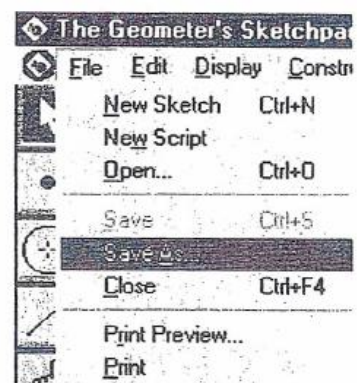 The Geometer's Sketchpa
File Edit Display Constr
New Sketch Ctrl+N
New Script
Open... Ctrl+O
Save Ctrl+S
Save As...
Close Ctrl+F4
Print Preview...
Print